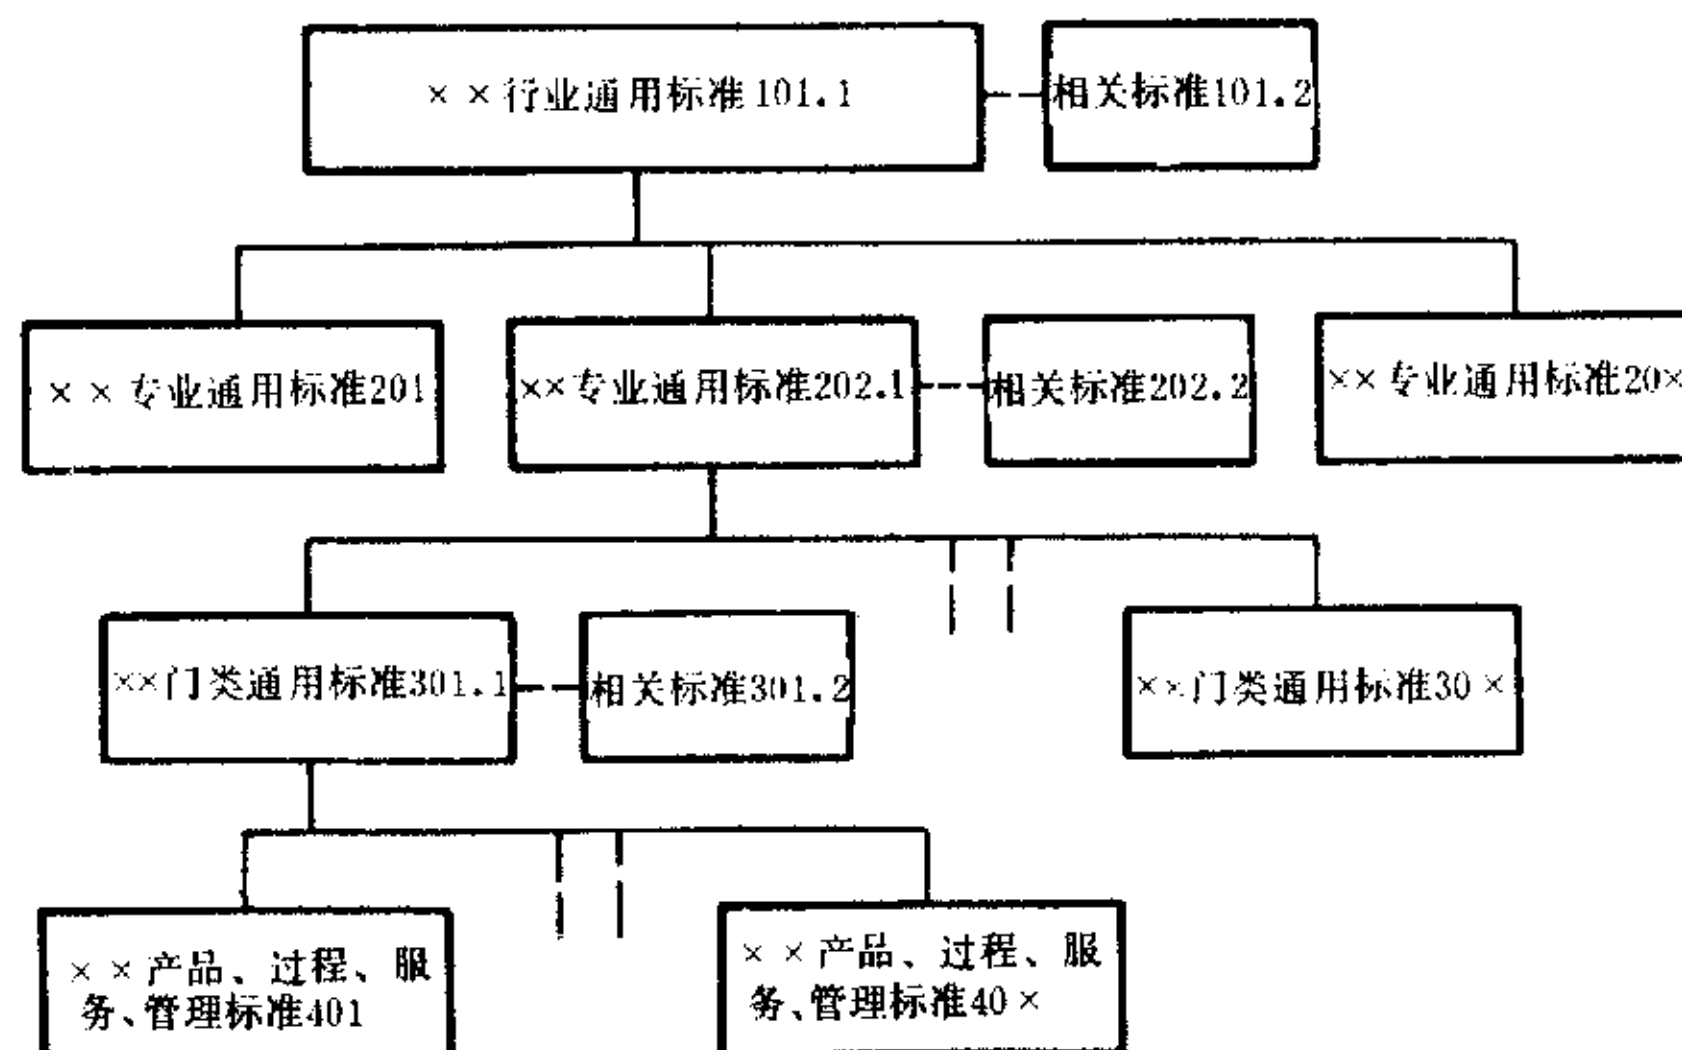 ××行业通用标准101.1
相关标准101.2
××专业通用标准201
××专业通用标准202.1
相关标准202.2
××专业通用标准20×
××门类通用标准301.1
相关标准301.2
××门类通用标准30×
××产品、过程、服
务、管理标准401
××产品、过程、服
务、管理标准40×